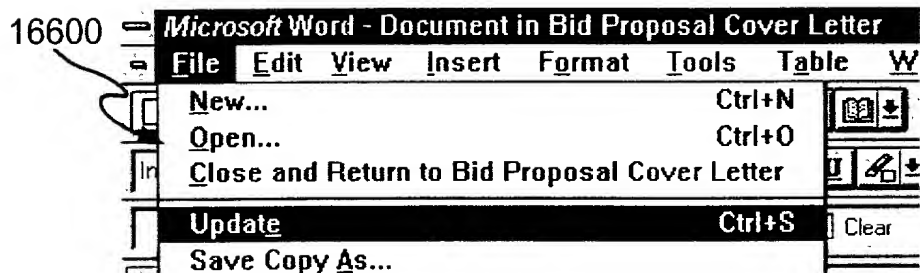 16600
Microsoft Word - Document in Bid Proposal Cover Letter
File Edit View Insert Format Tools Table W
New... Ctrl+N
Open... Ctrl+O
In
Close and Return to Bid Proposal Cover Letter U
Update Ctrl+S Clear
Save Copy As...